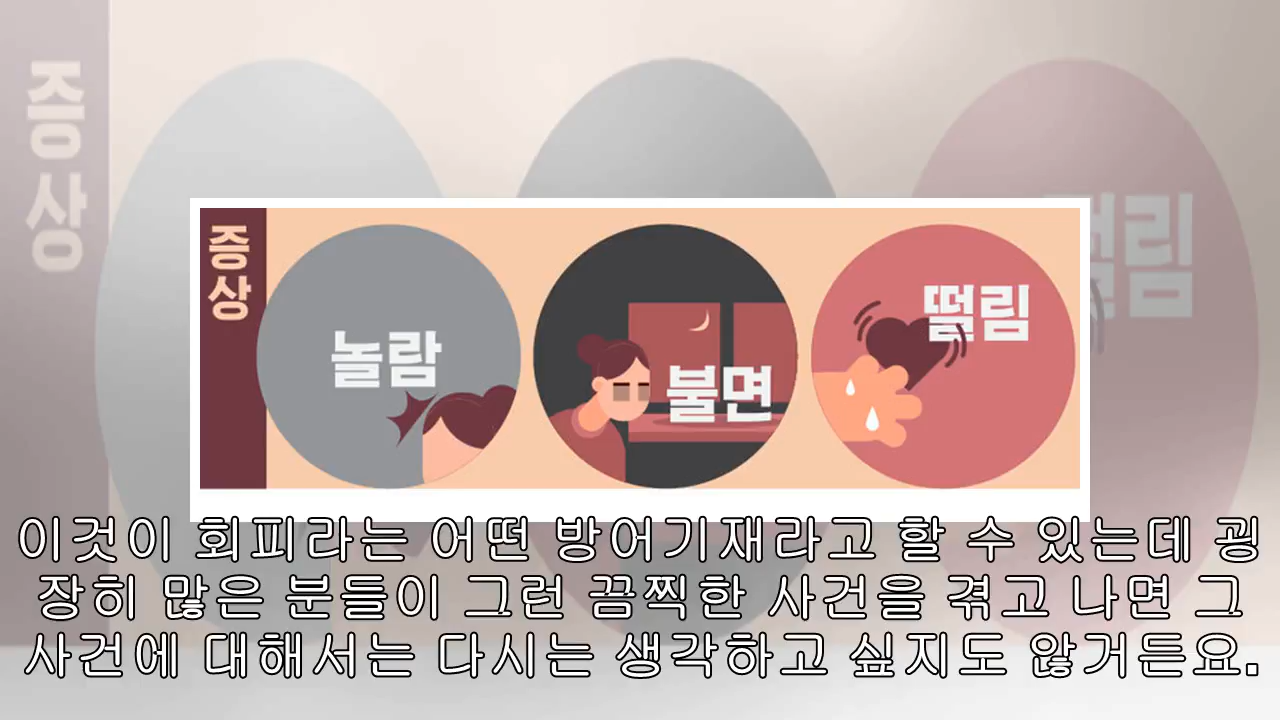 증상
놀람
불면
떨림
이것이 회피라는 어떤 방어기재라고 할 수 있는데 굉
장히 많은 분들이 그런 끔찍한 사건을 겪고 나면 그
사건에 대해서는 다시는 생각하고 싶지도 않거든요.